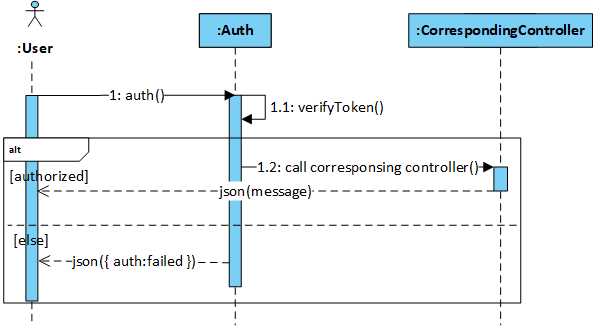 :User
:Auth
:CorrespondingController
1: auth()
1.1: verifyToken()
alt
1.2: call corresponsing controller()
[authorized]
json(message)
[else]
json({ auth:failed })